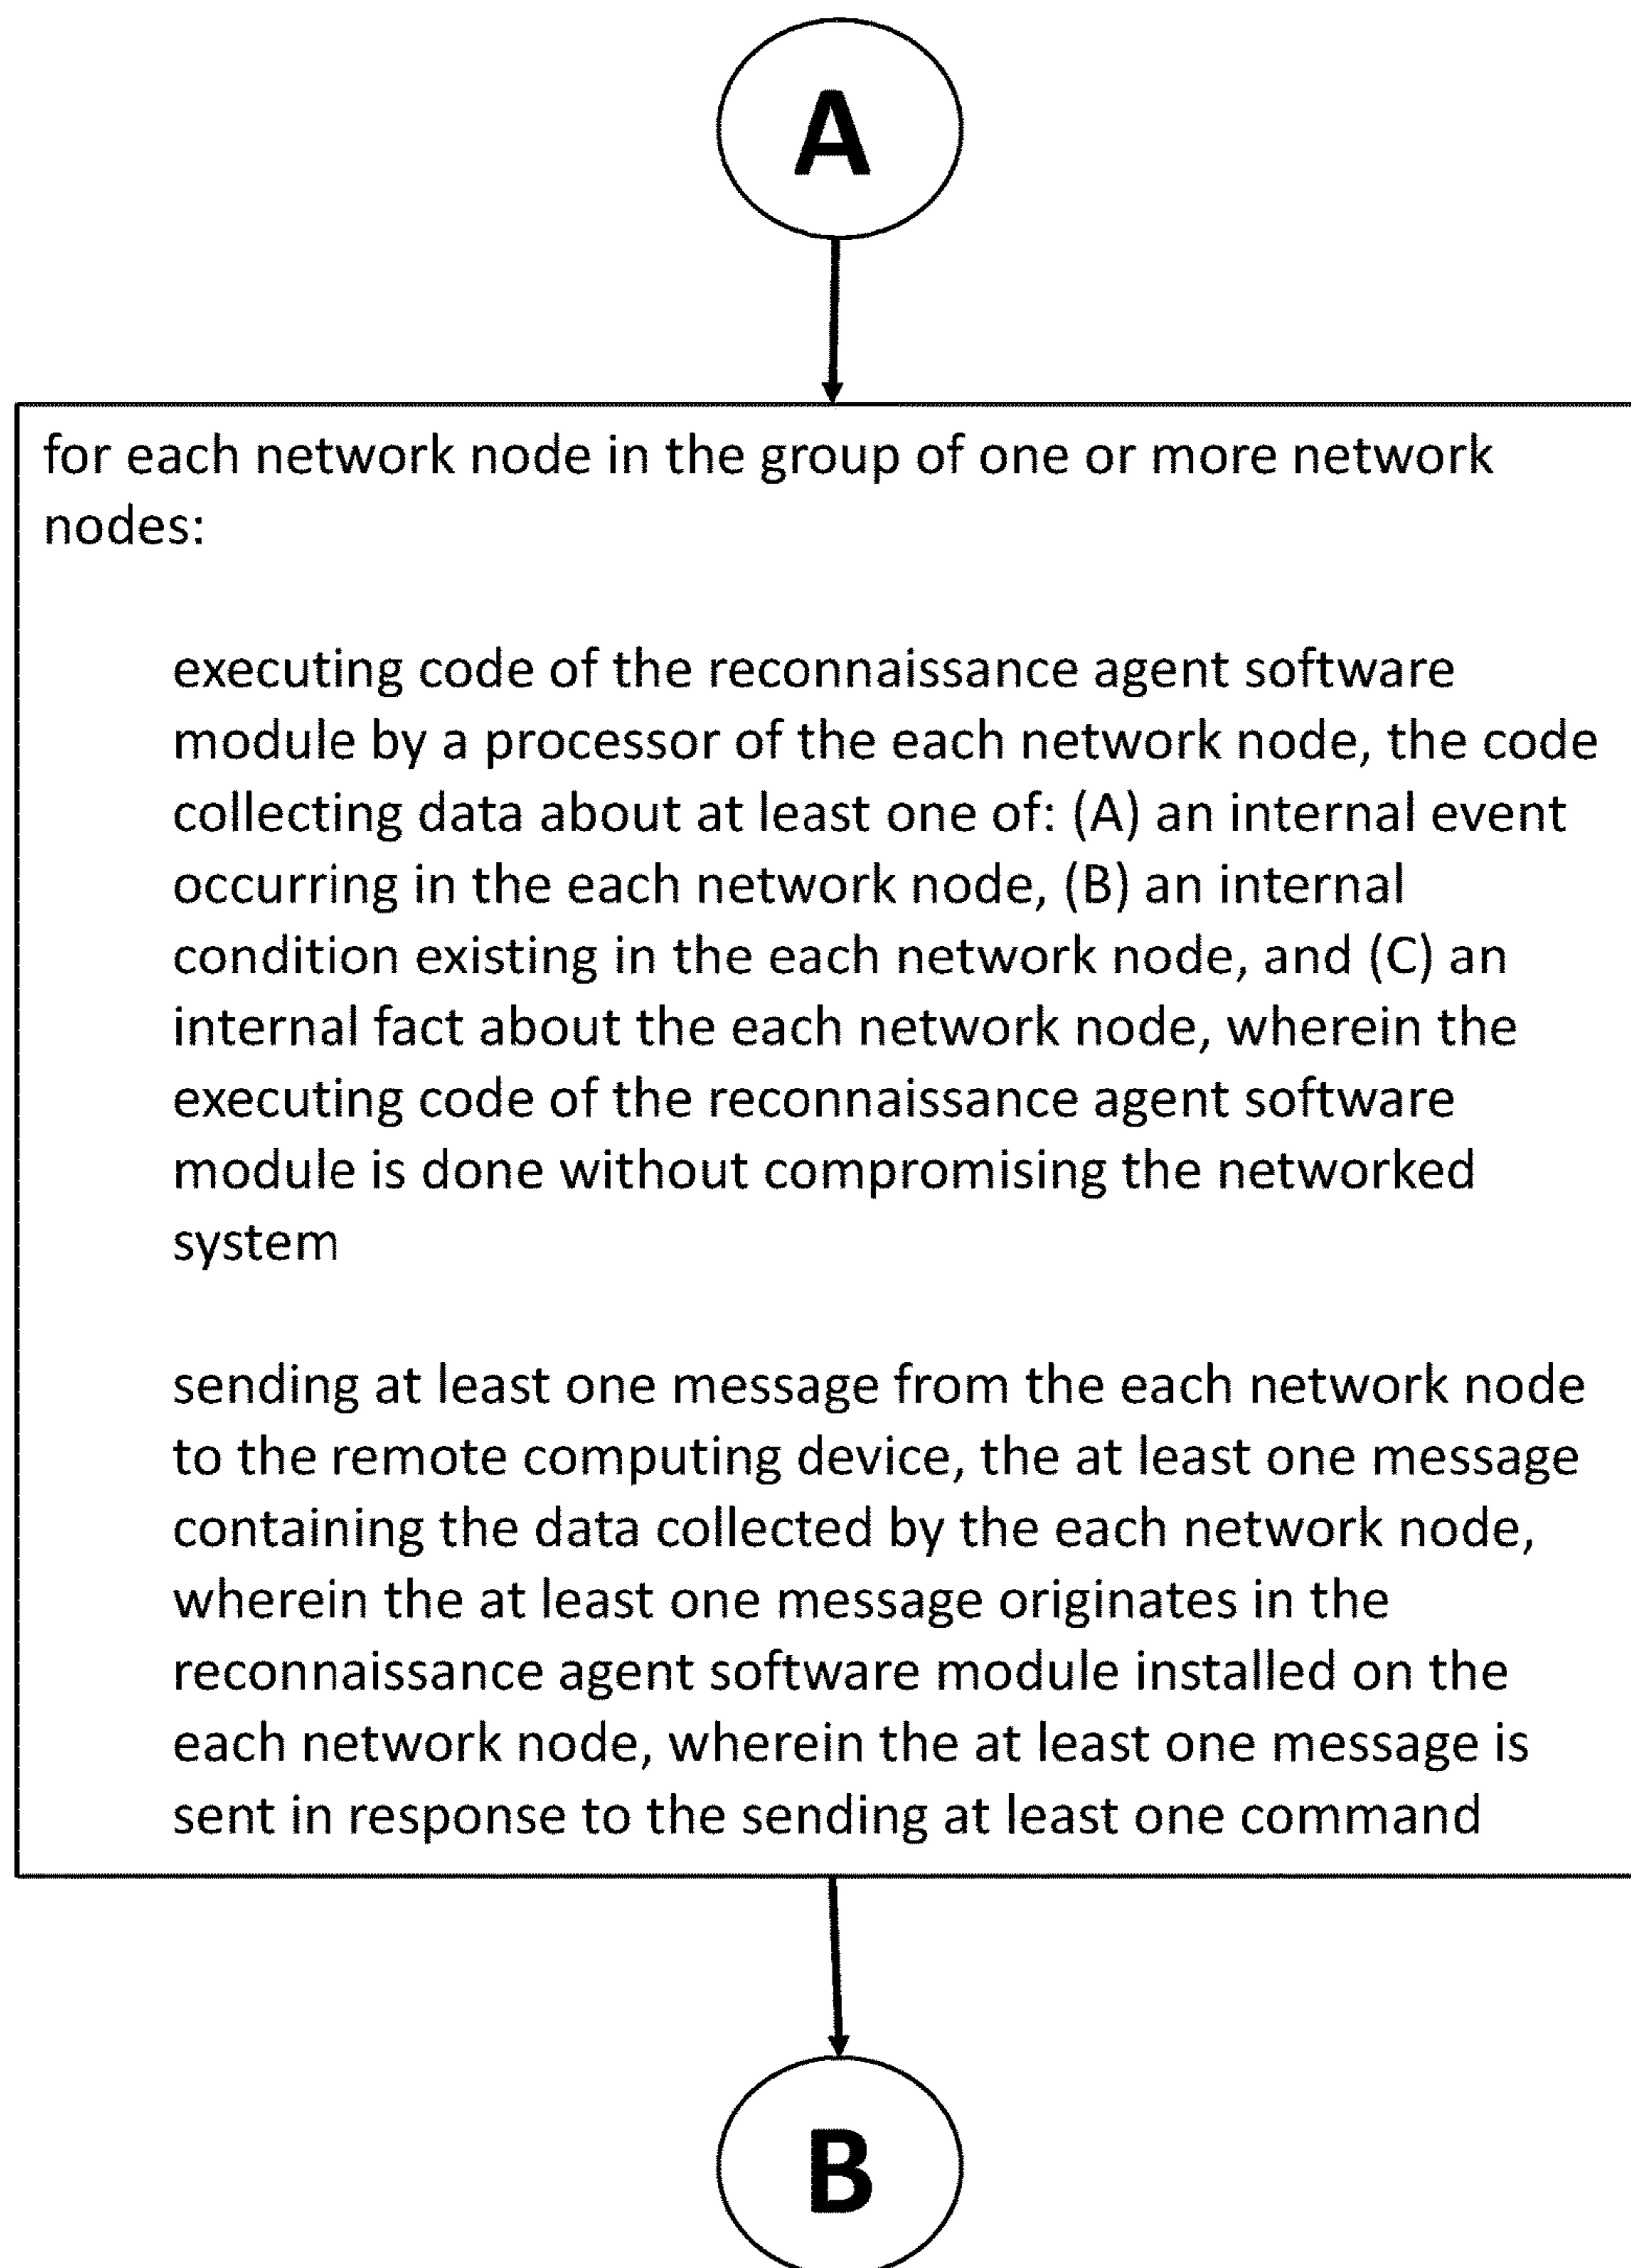 A
for each network node in the group of one or more network
nodes:
executing code of the reconnaissance agent software
module by a processor of the each network node, the code
collecting data about at least one of: (A) an internal event
occurring in the each network node, (B) an internal
condition existing in the each network node, and (C) an
internal fact about the each network node, wherein the
executing code of the reconnaissance agent software
module is done without compromising the networked
system
sending at least one message from the each network node
to the remote computing device, the at least one message
containing the data collected by the each network node,
wherein the at least one message originates in the
reconnaissance agent software module installed on the
each network node, wherein the at least one message is
sent in response to the sending at least one command
B